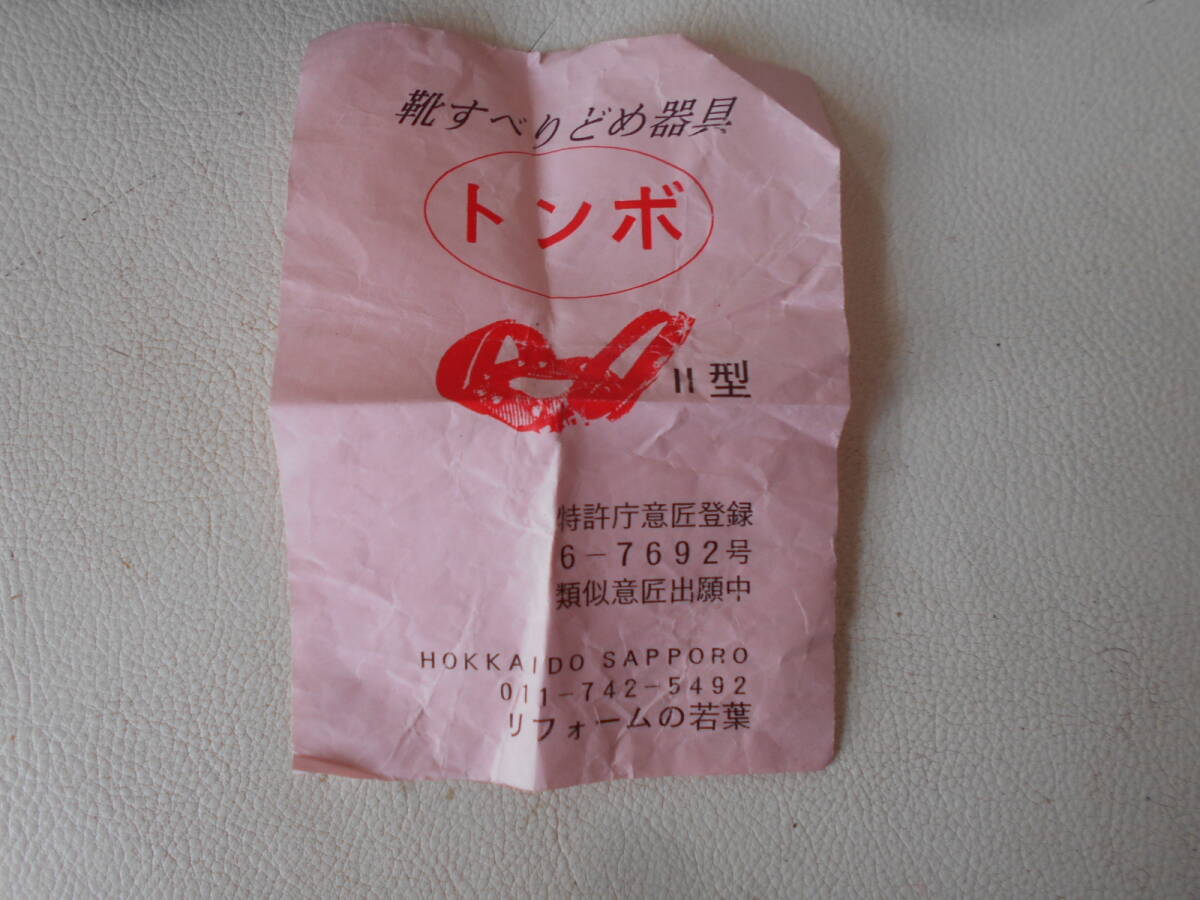 靴すべりどめ器具
トンボ
II型
特許庁意匠登録
6-7692号
類似意匠出願中
HOKKAIDO SAPPORO
011-742-5492
リフォームの若葉